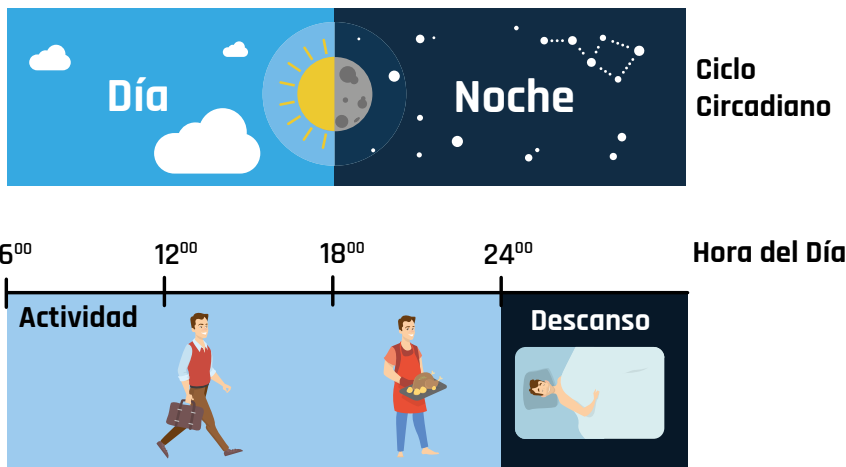 Día
Noche
Ciclo
Circadiano
6⁰⁰ 12⁰⁰ 18⁰⁰ 24⁰⁰ Hora del Día
Actividad
Descanso